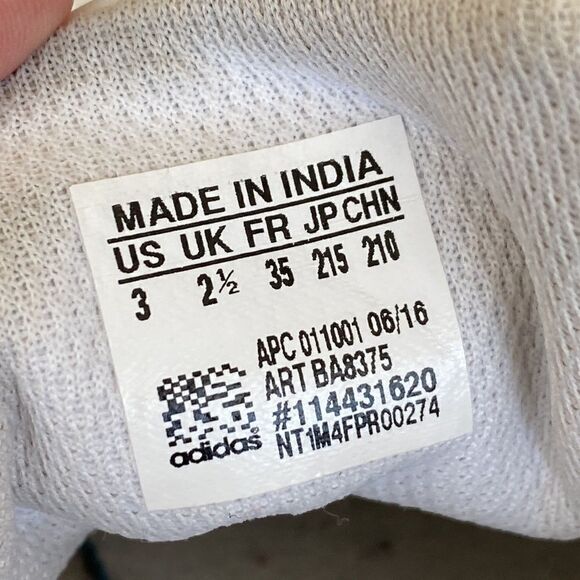 MADE IN INDIA
US UK FR JP CHN
3 2½ 35 215 210
APC 011001 06/16
ART BA8375
#114431620
NT1M4FPR00274
adidas